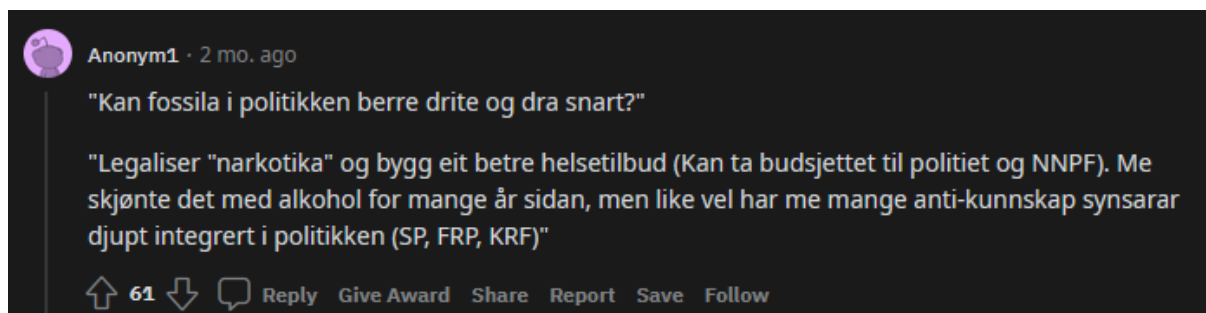 Anonym1 · 2 mo. ago
"Kan fossila i politikken berre drite og dra snart?"
"Legaliser "narkotika" og bygg eit betre helsetilbud (Kan ta budsjettet til politiet og NNPF). Me
skjønte det med alkohol for mange år sidan, men like vel har me mange anti-kunnskap synsarar
djupt integrert i politikken (SP, FRP, KRF)"
61 Reply Give Award Share Report Save Follow